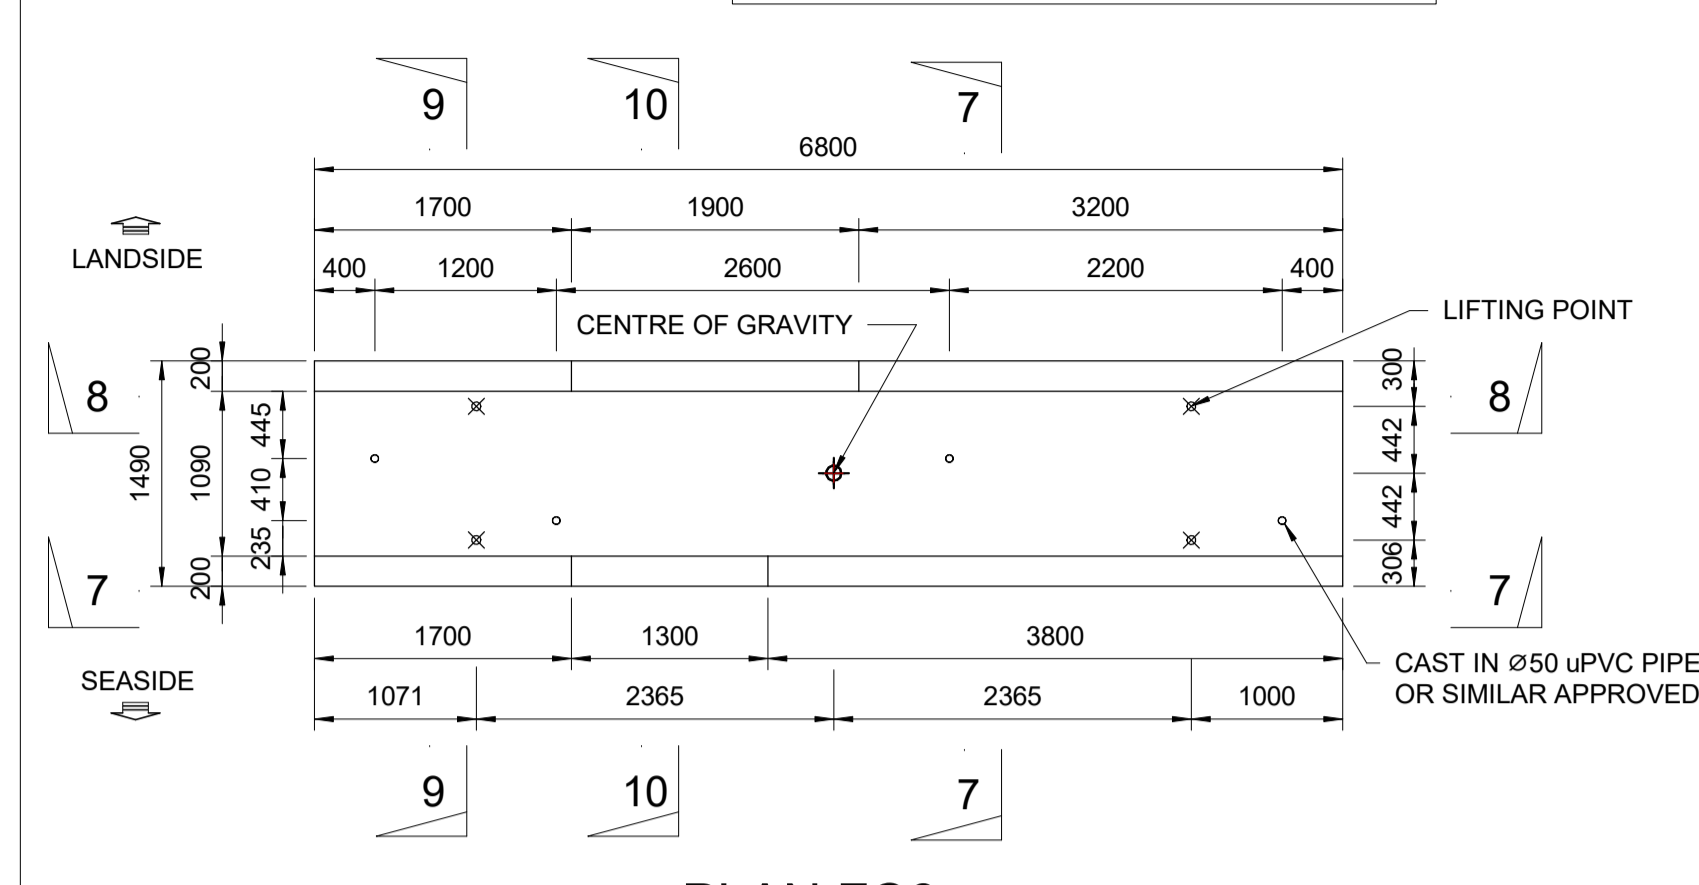 9 10 7
6800
1700 1900 3200
LANDSIDE
400 1200 2600 2200 400
CENTRE OF GRAVITY
LIFTING POINT
200
300
8
8
445
442
1490
1090
410
442
235
200
306
7
7
1700 1300 3800
SEASIDE
1071 2365 2365 1000
CAST IN Ø50 uPVC PIPE
OR SIMILAR APPROVED
9 10 7